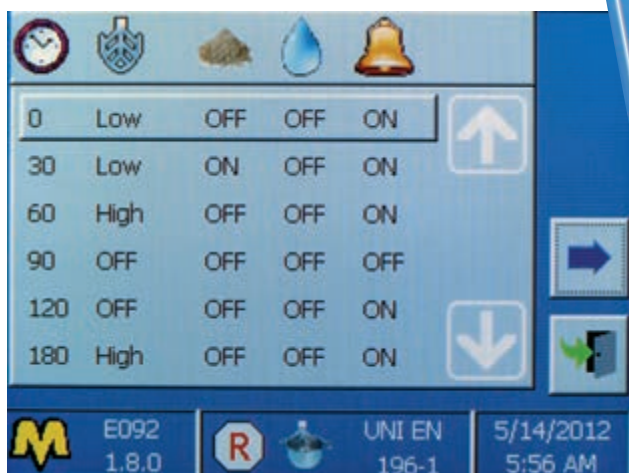 0 Low OFF OFF ON
30 Low ON OFF ON
60 High OFF OFF ON
90 OFF OFF OFF OFF
120 OFF OFF OFF ON
180 High OFF OFF ON
E092
1.8.0
R
UNI EN
196-1
5/14/2012
5:56 AM